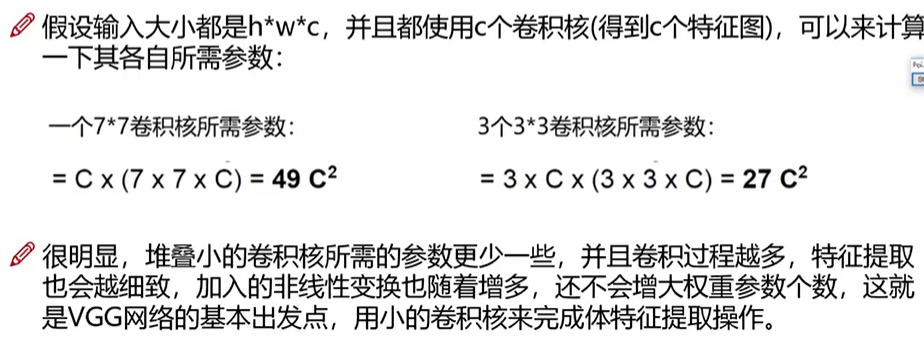 假设输入大小都是h*w*c，并且都使用c个卷积核(得到c个特征图)，可以来计算
一下其各自所需参数：
一个7*7卷积核所需参数：
3个3*3卷积核所需参数：
= C x (7 x 7 x C) = 49 C²
= 3 x C x (3 x 3 x C) = 27 C²
很明显，堆叠小的卷积核所需的参数更少一些，并且卷积过程越多，特征提取
也会越细致，加入的非线性变换也随着增多，还不会增大权重参数个数，这就
是VGG网络的基本出发点，用小的卷积核来完成体特征提取操作。